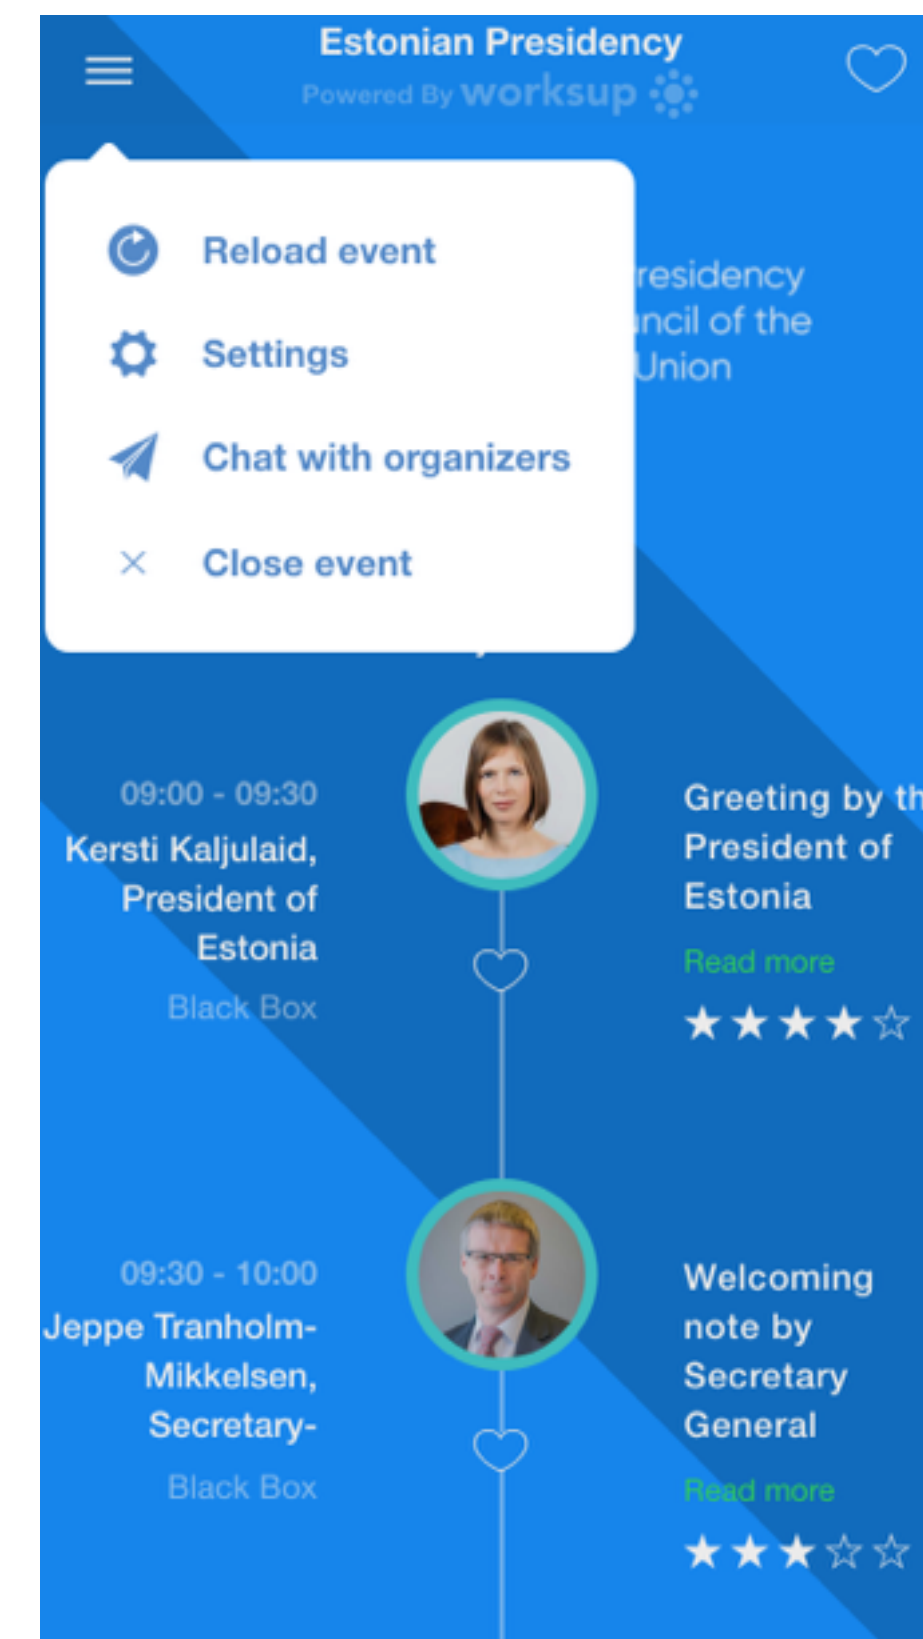 Estonian Presidency
Powered By worksup
Reload event
Settings
Chat with organizers
Close event
residency
uncil of the
Union
09:00 - 09:30
Kersti Kaljulaid,
President of
Estonia
Black Box
Greeting by th
President of
Estonia
Read more
09:30 - 10:00
Jeppe Tranholm-
Mikkelsen,
Secretary-
Black Box
Welcoming
note by
Secretary
General
Read more